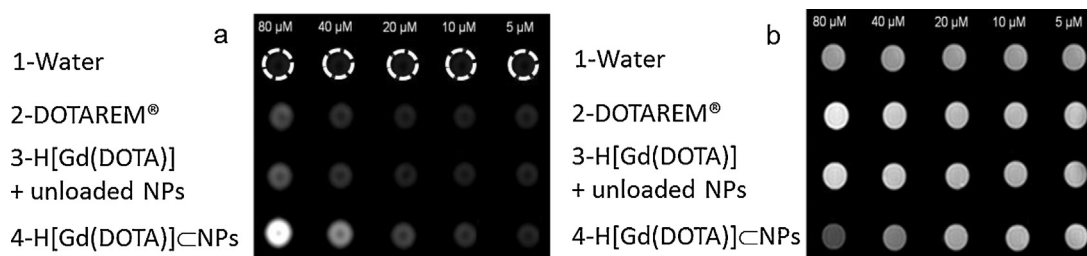 a
80 µM 40 µM 20 µM 10 µM 5 µM
1-Water
2-DOTAREM®
3-H[Gd(DOTA)]
+ unloaded NPs
4-H[Gd(DOTA)]⊂NPs
b
80 µM 40 µM 20 µM 10 µM 5 µM
1-Water
2-DOTAREM®
3-H[Gd(DOTA)]
+ unloaded NPs
4-H[Gd(DOTA)]⊂NPs